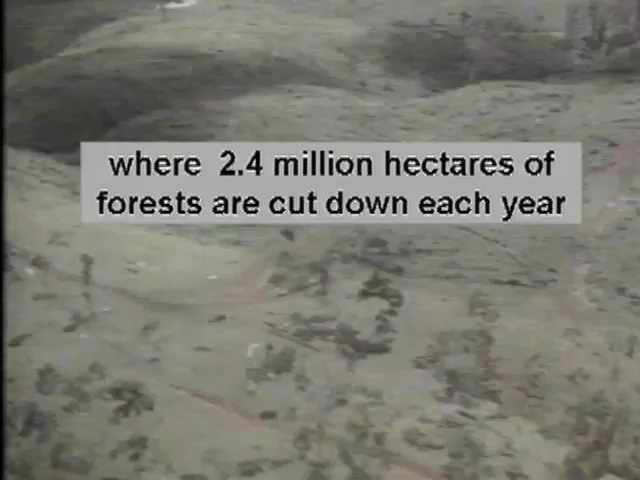 where 2.4 million hectares of
forests are cut down each year